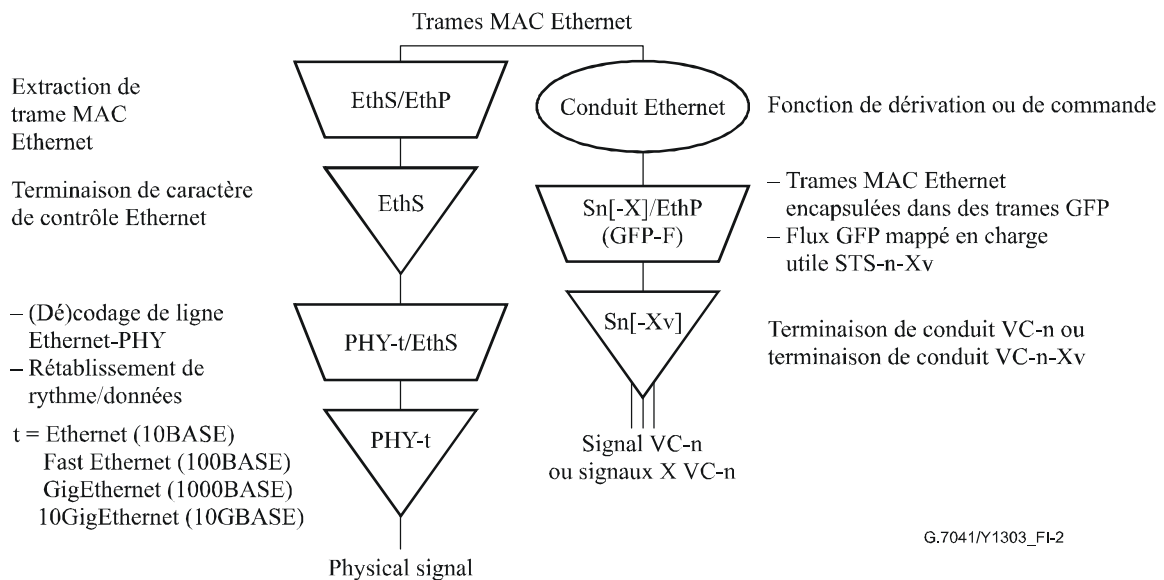 Trames MAC Ethernet
Extraction de
trame MAC
Ethernet
EthS/EthP
Conduit Ethernet
Fonction de dérivation ou de commande
Terminaison de caractère
de contrôle Ethernet
EthS
Sn[-X]/EthP
(GFP-F)
– Trames MAC Ethernet
encapsulées dans des trames GFP
– Flux GFP mappé en charge
utile STS-n-Xv
– (Dé)codage de ligne
Ethernet-PHY
– Rétablissement de
rythme/données
PHY-t/EthS
Sn[-Xv]
Terminaison de conduit VC-n ou
terminaison de conduit VC-n-Xv
t = Ethernet (10BASE)
Fast Ethernet (100BASE)
GigEthernet (1000BASE)
10GigEthernet (10GBASE)
PHY-t
Signal VC-n
ou signaux X VC-n
G.7041/Y1303_FI-2
Physical signal